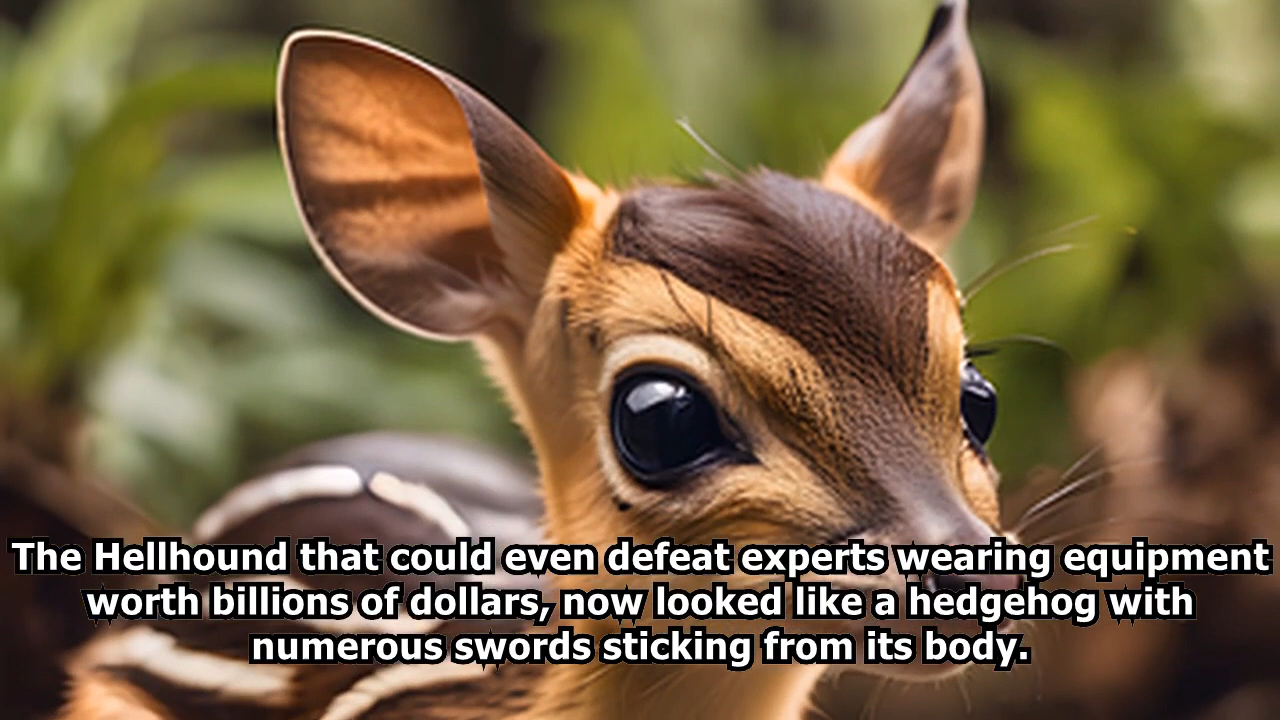 The Hellhound that could even defeat experts wearing equipment
worth billions of dollars, now looked like a hedgehog with
numerous swords sticking from its body.